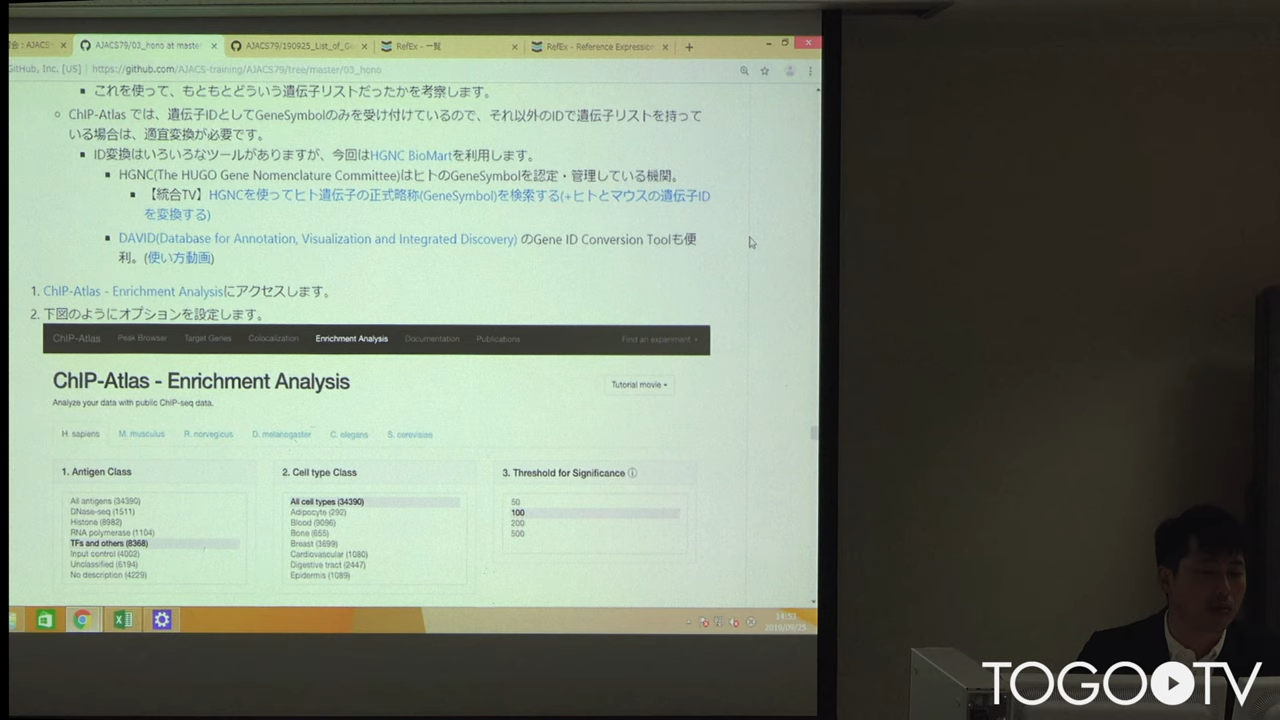 会：AJACS
AJACS79/03_hono at maste
AJACS79/190925_List_of_Ge
RefEx - 一覧
RefEx - Reference Expression
GitHub, Inc. [US] | https://github.com/AJACS-training/AJACS79/tree/master/03_hono
これを使って、もともとどういう遺伝子リストだったかを考察します。
ChIP-Atlas では、遺伝子IDとしてGeneSymbolのみを受け付けているので、それ以外のIDで遺伝子リストを持って
いる場合は、適宜変換が必要です。
ID変換はいろいろなツールがありますが、今回はHGNC BioMartを利用します。
HGNC(The HUGO Gene Nomenclature Committee)はヒトのGeneSymbolを認定・管理している機関。
【統合TV】HGNCを使ってヒト遺伝子の正式略称(GeneSymbol)を検索する(+ヒトとマウスの遺伝子ID
を変換する)
DAVID(Database for Annotation, Visualization and Integrated Discovery) のGene ID Conversion Toolも便
利。(使い方動画)
1. ChIP-Atlas - Enrichment Analysisにアクセスします。
2. 下図のようにオプションを設定します。
ChIP-Atlas Peak Browser Target Genes Colocalization Enrichment Analysis Documentation Publications Find an experiment
ChIP-Atlas - Enrichment Analysis
Tutorial movie
Analyze your data with public ChIP-seq data.
H. sapiens M. musculus R. norvegicus D. melanogaster C. elegans S. cerevisiae
1. Antigen Class
All antigens (34390)
DNase-seq (1511)
Histone (8982)
RNA polymerase (1104)
TFs and others (8368)
Input control (4002)
Unclassified (6194)
No description (4229)
2. Cell type Class
All cell types (34390)
Adipocyte (292)
Blood (9096)
Bone (655)
Breast (3699)
Cardiovascular (1080)
Digestive tract (2447)
Epidermis (1089)
3. Threshold for Significance
50
100
200
500
14:53
2019/09/25
TOGO TV